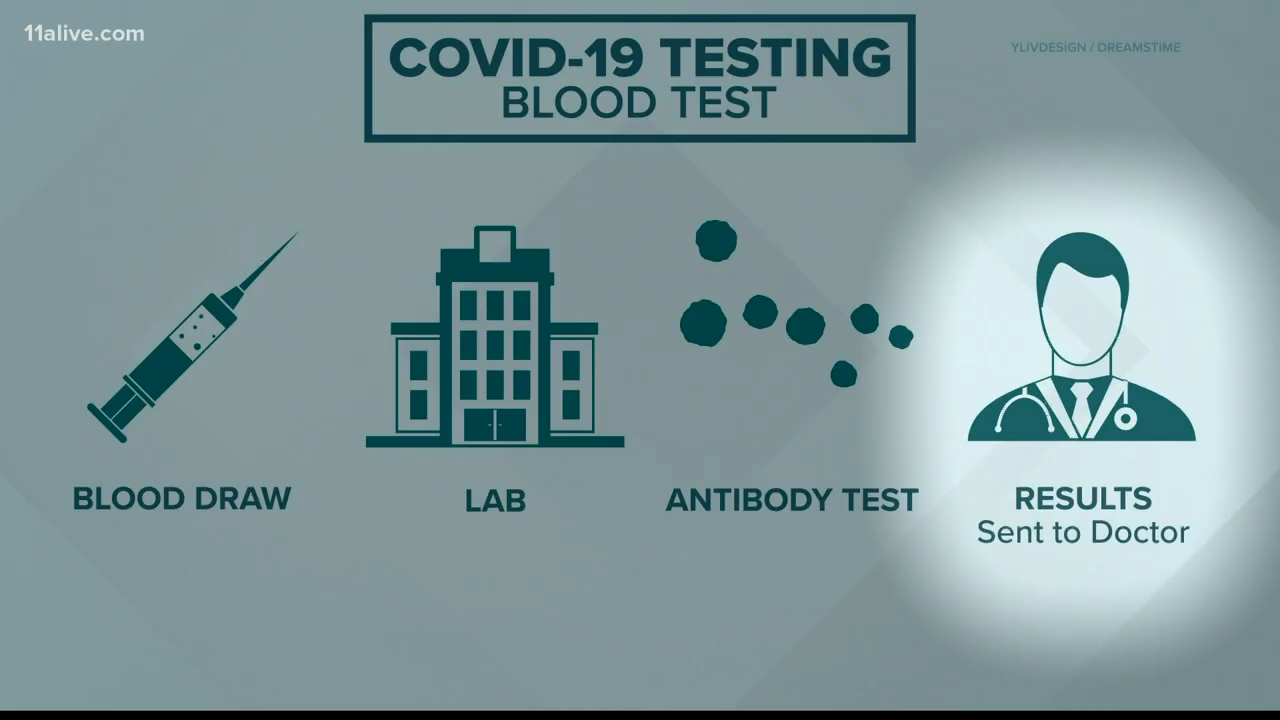 11alive.com
COVID-19 TESTING
BLOOD TEST
YLIVDESIGN / DREAMSTIME
BLOOD DRAW
LAB
ANTIBODY TEST
RESULTS
Sent to Doctor